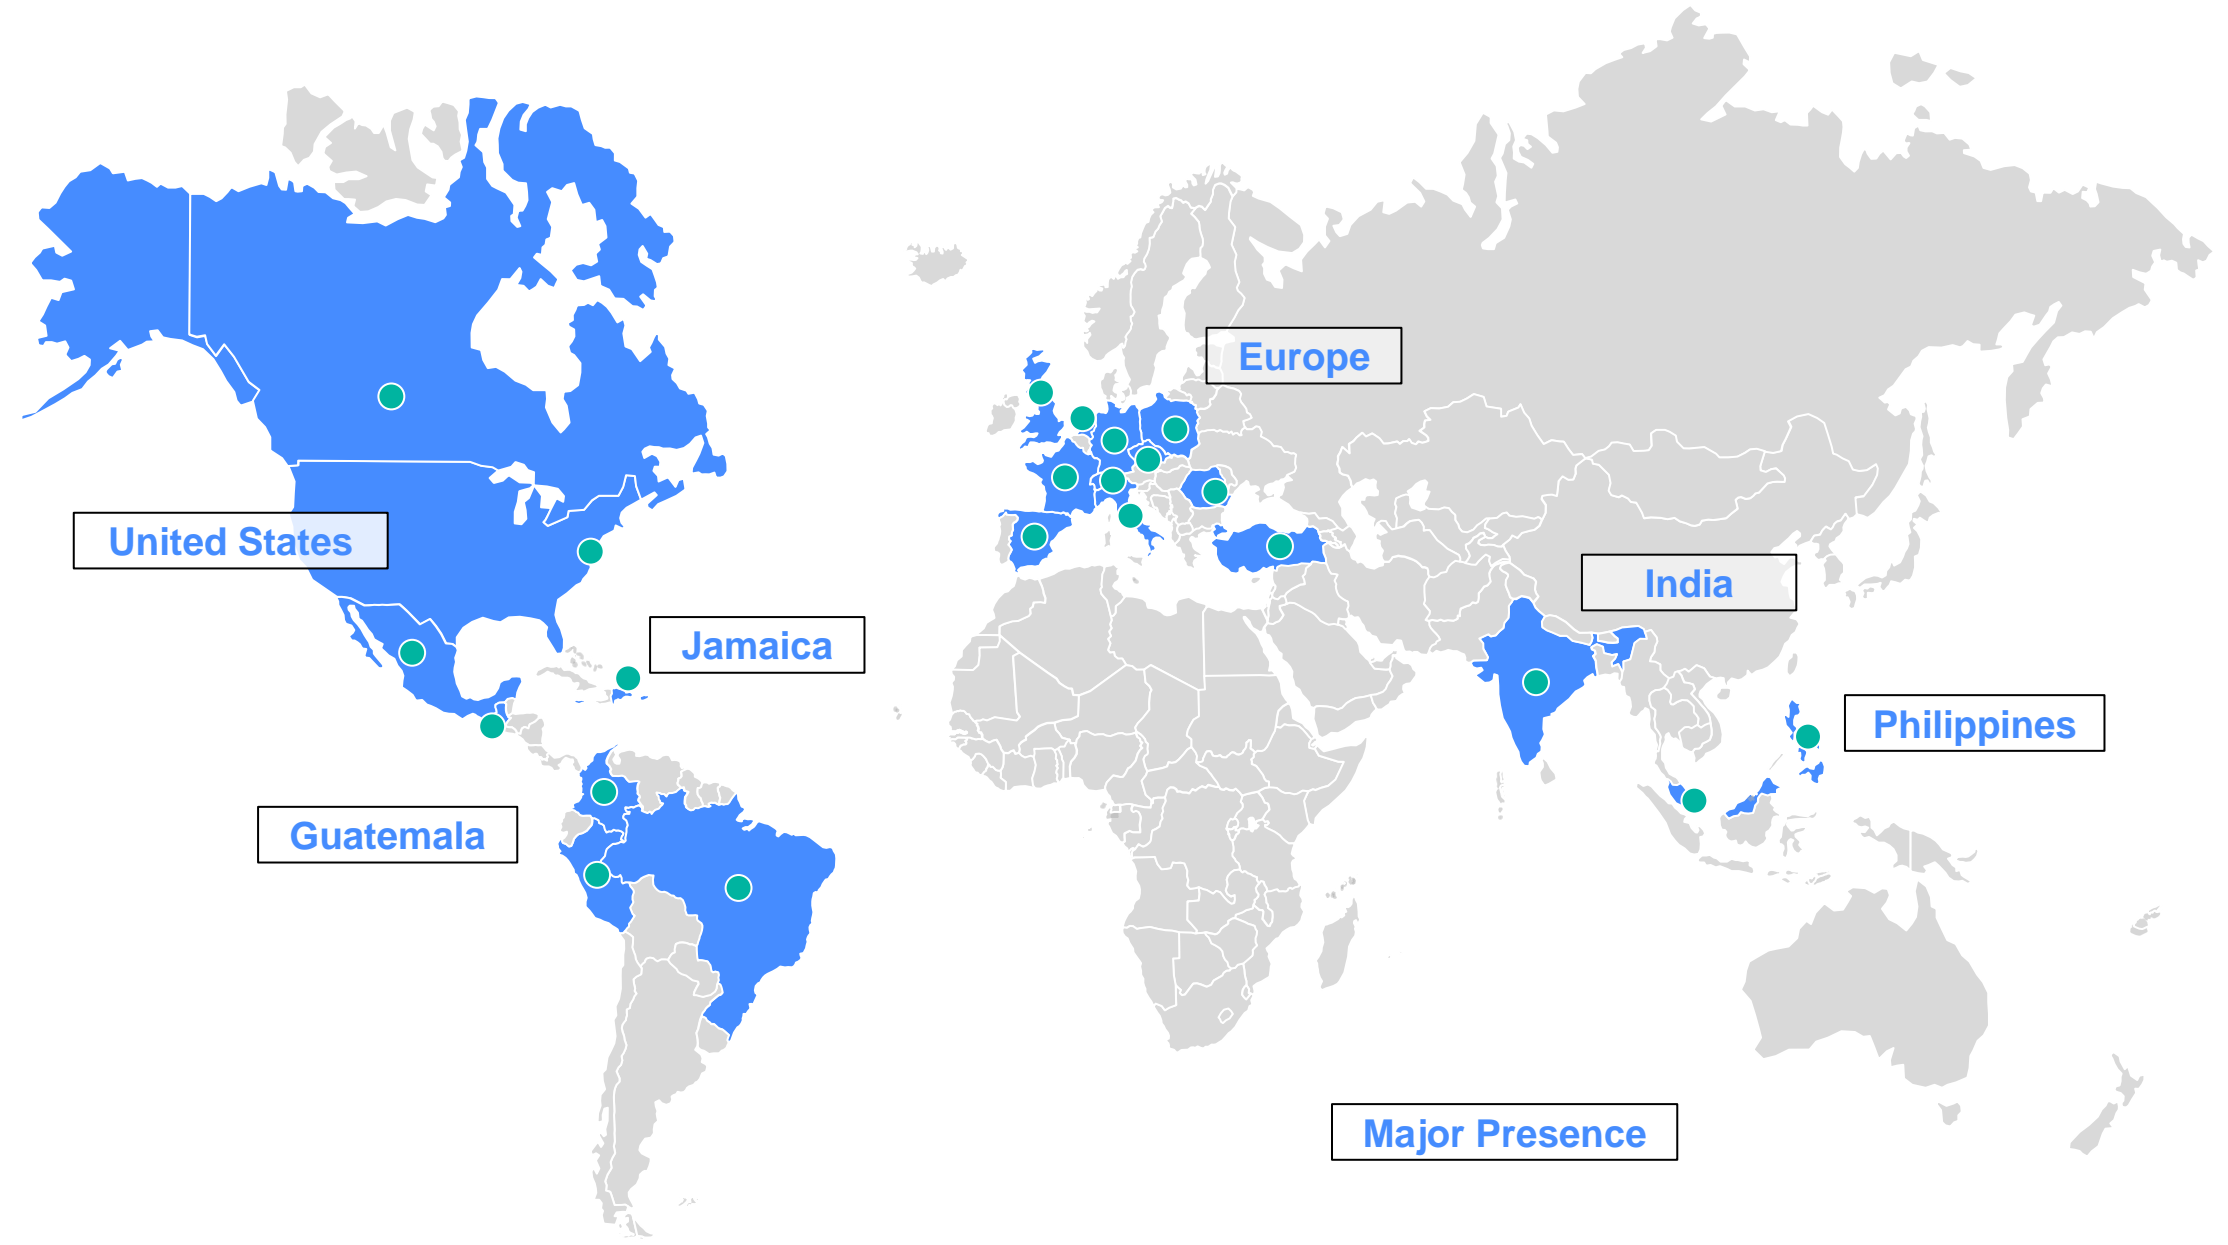 Europe
United States
India
Jamaica
Philippines
Guatemala
Major Presence